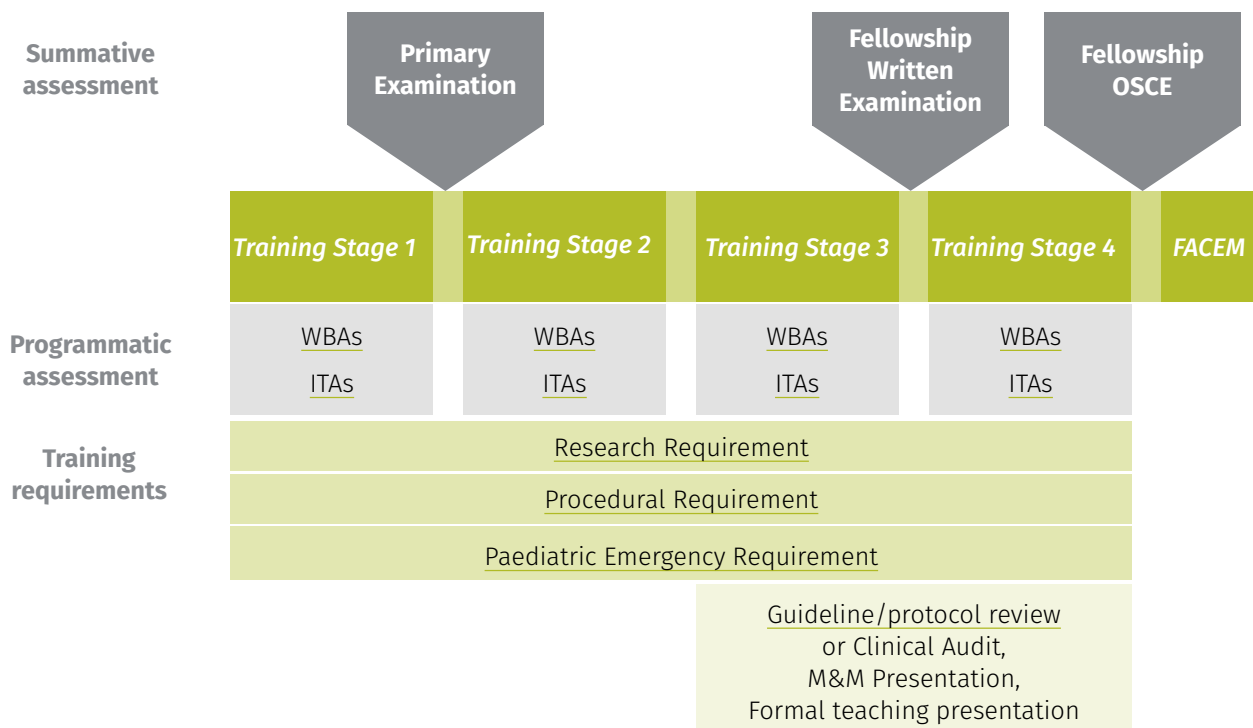 Summative
assessment
Primary
Examination
Fellowship
Written
Examination
Fellowship
OSCE
Training Stage 1
Training Stage 2
Training Stage 3
Training Stage 4
FACEM
Programmatic
assessment
WBAs
ITAs
WBAs
ITAs
WBAs
ITAs
WBAs
ITAs
Training
requirements
Research Requirement
Procedural Requirement
Paediatric Emergency Requirement
Guideline/protocol review
or Clinical Audit,
M&M Presentation,
Formal teaching presentation